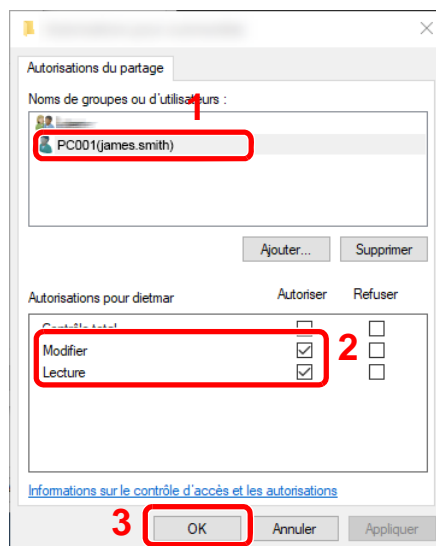 Autorisations du partage
Noms de groupes ou d'utilisateurs :
1
PC001(james.smith)
Ajouter... Supprimer
Autorisations pour dietmar Autoriser Refuser
Contrôle total
Modifier
2
Lecture
Informations sur le contrôle d'accès et les autorisations
3
OK Annuler Appliquer